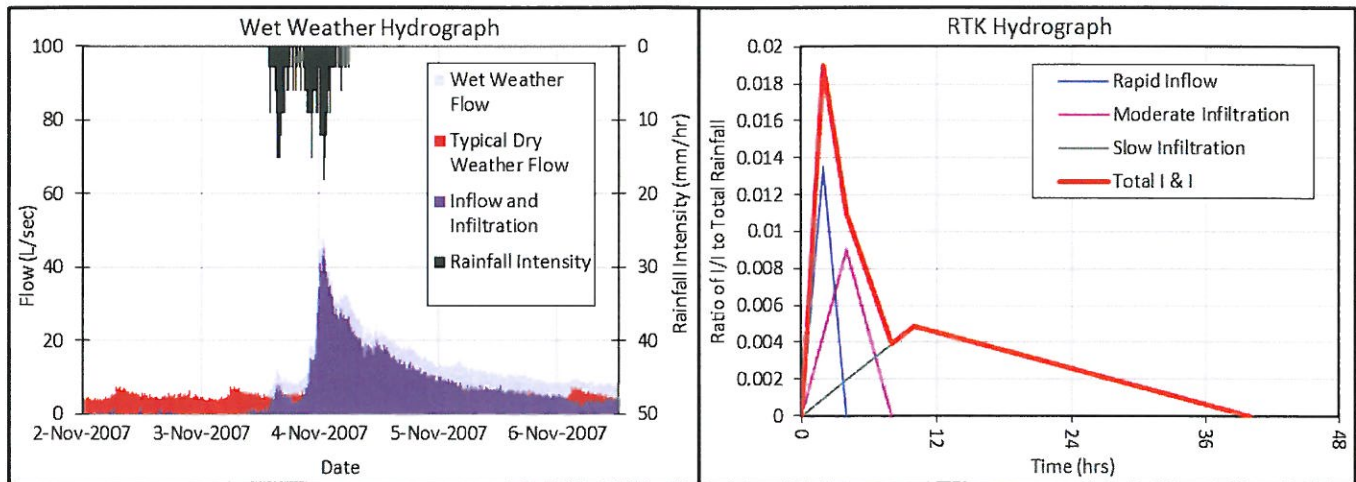 Wet Weather Hydrograph
100
80
60
40
20
0
Flow (L/sec)
0
10
20
30
40
50
Rainfall Intensity (mm/hr)
Wet Weather
Flow
Typical Dry
Weather Flow
Inflow and
Infiltration
Rainfall Intensity
2-Nov-2007
3-Nov-2007
4-Nov-2007
5-Nov-2007
6-Nov-2007
Date
RTK Hydrograph
0.02
0.018
0.016
0.014
0.012
0.01
0.008
0.006
0.004
0.002
0
Ratio of I/I to Total Rainfall
Rapid Inflow
Moderate Infiltration
Slow Infiltration
Total I & I
0
12
24
36
48
Time (hrs)